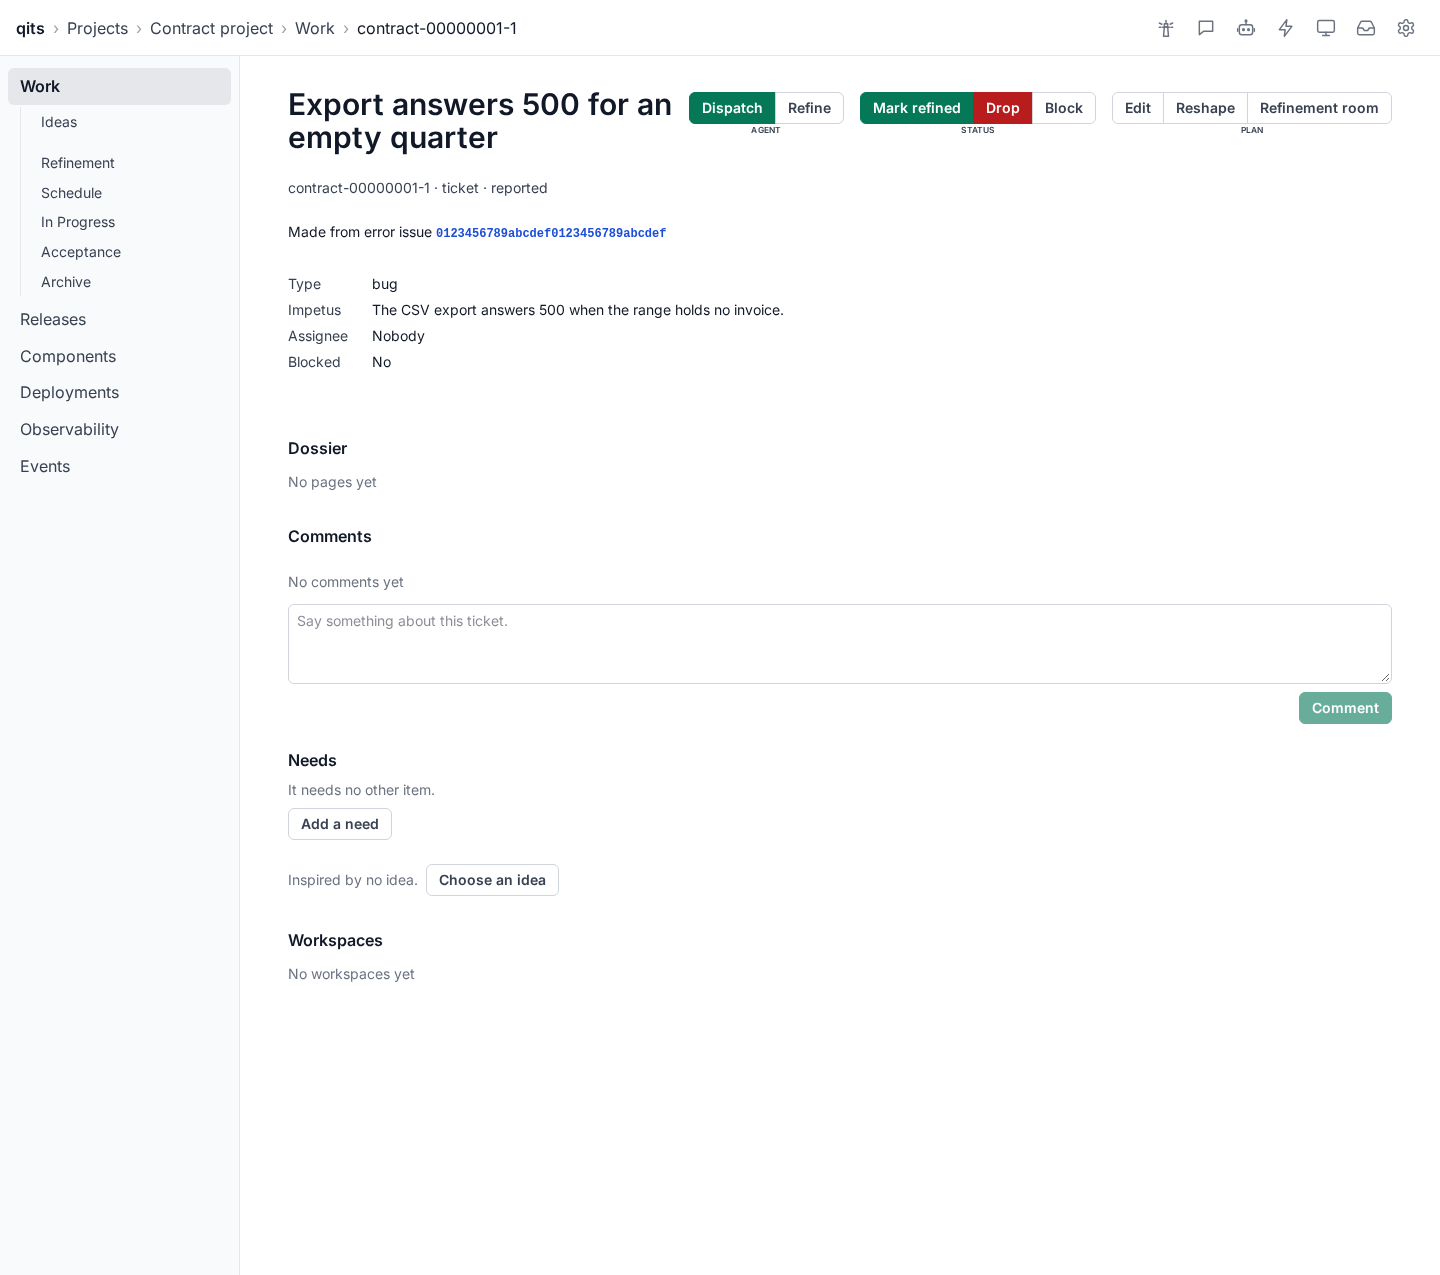 qits › Projects › Contract project › Work › contract-00000001-1
Work
Ideas
Refinement
Schedule
In Progress
Acceptance
Archive
Releases
Components
Deployments
Observability
Events
Export answers 500 for an
empty quarter
Dispatch Refine
AGENT
Mark refined Drop Block
STATUS
Edit Reshape Refinement room
PLAN
contract-00000001-1 · ticket · reported
Made from error issue 0123456789abcdef0123456789abcdef
Type bug
Impetus The CSV export answers 500 when the range holds no invoice.
Assignee Nobody
Blocked No
Dossier
No pages yet
Comments
No comments yet
Say something about this ticket.
Comment
Needs
It needs no other item.
Add a need
Inspired by no idea. Choose an idea
Workspaces
No workspaces yet